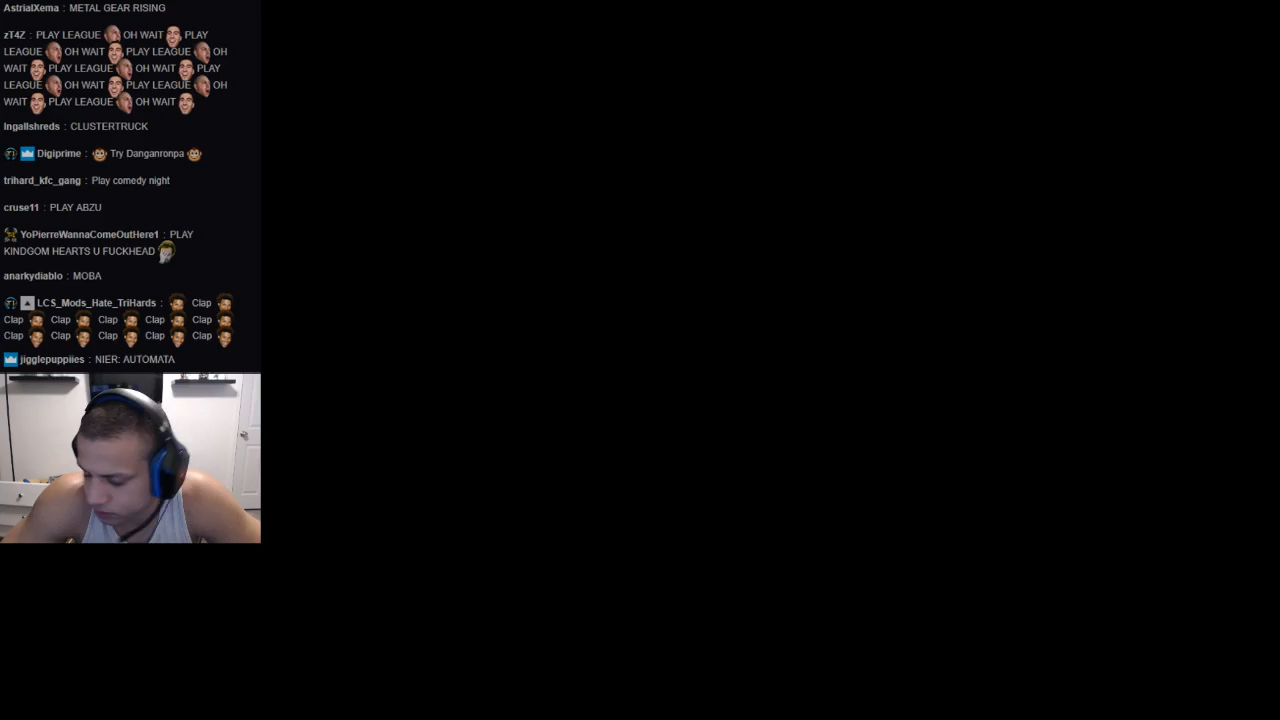 AstrialXema : METAL GEAR RISING
zT4Z : PLAY LEAGUE OH WAIT PLAY
LEAGUE OH WAIT PLAY LEAGUE OH
WAIT PLAY LEAGUE OH WAIT PLAY
LEAGUE OH WAIT PLAY LEAGUE OH
WAIT PLAY LEAGUE OH WAIT
Ingallshreds : CLUSTERTRUCK
Digiprime : Try Danganronpa
trihard_kfc_gang : Play comedy night
cruse11 : PLAY ABZU
YoPierreWannaComeOutHere1 : PLAY
KINDGOM HEARTS U FUCKHEAD
anarkydiablo : MOBA
LCS_Mods_Hate_TriHards : Clap
Clap Clap Clap Clap Clap
Clap Clap Clap Clap Clap
jigglepuppiies : NIER: AUTOMATA